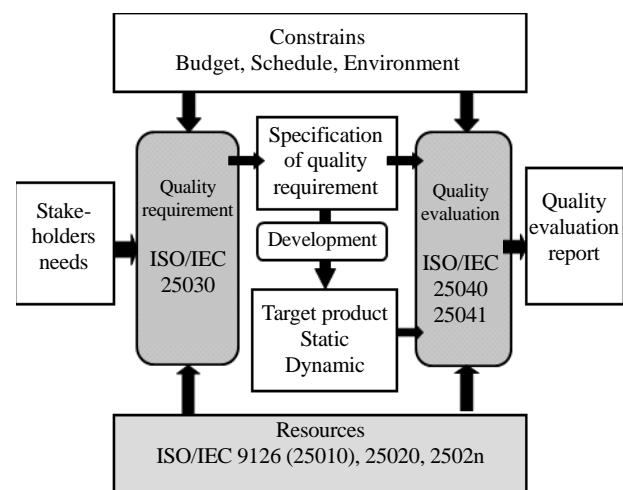 Constrains
Budget, Schedule, Environment
Stake-
holders
needs
Quality
requirement
ISO/IEC
25030
Specification
of quality
requirement
Development
Target product
Static
Dynamic
Quality
evaluation
ISO/IEC
25040
25041
Quality
evaluation
report
Resources
ISO/IEC 9126 (25010), 25020, 2502n